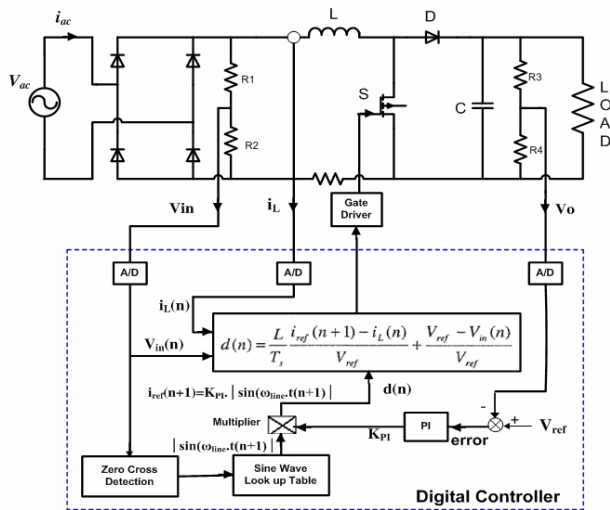 i_ac
V_ac
R1
R2
L
D
S
C
R3
R4
LOAD
Vin
i_L
Gate Driver
Vo
A/D
A/D
A/D
i_L(n)
V_in(n)
d(n) = L/T_s i_ref(n+1) − i_L(n)/V_ref + V_ref − V_in(n)/V_ref
i_ref(n+1)=K_PI.|sin(ω_line.t(n+1)|
d(n)
Multiplier
K_PI
PI
error
-
+
V_ref
|sin(ω_line.t(n+1)|
Zero Cross
Detection
Sine Wave
Look up Table
Digital Controller